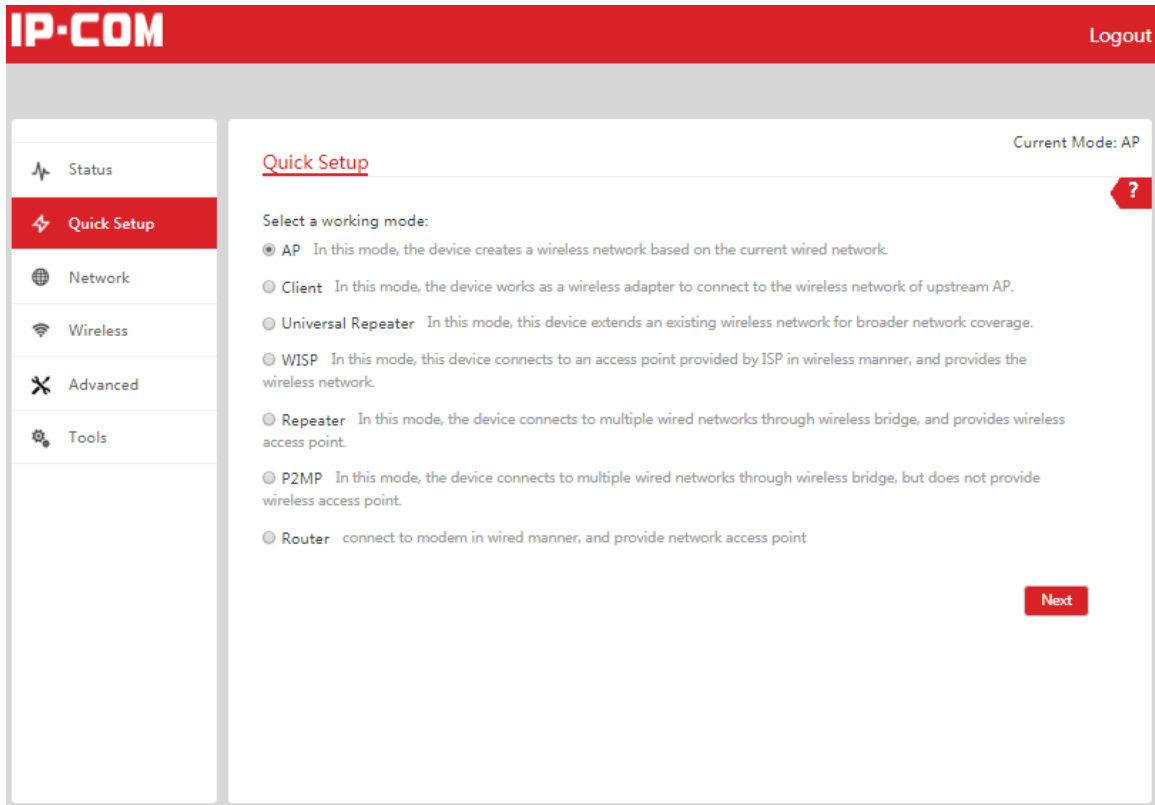 IP-COM
Logout
Current Mode: AP
Status
Quick Setup
Network
Wireless
Advanced
Tools
Quick Setup
?
Select a working mode:
AP In this mode, the device creates a wireless network based on the current wired network.
Client In this mode, the device works as a wireless adapter to connect to the wireless network of upstream AP.
Universal Repeater In this mode, this device extends an existing wireless network for broader network coverage.
WISP In this mode, this device connects to an access point provided by ISP in wireless manner, and provides the
wireless network.
Repeater In this mode, the device connects to multiple wired networks through wireless bridge, and provides wireless
access point.
P2MP In this mode, the device connects to multiple wired networks through wireless bridge, but does not provide
wireless access point.
Router connect to modem in wired manner, and provide network access point
Next